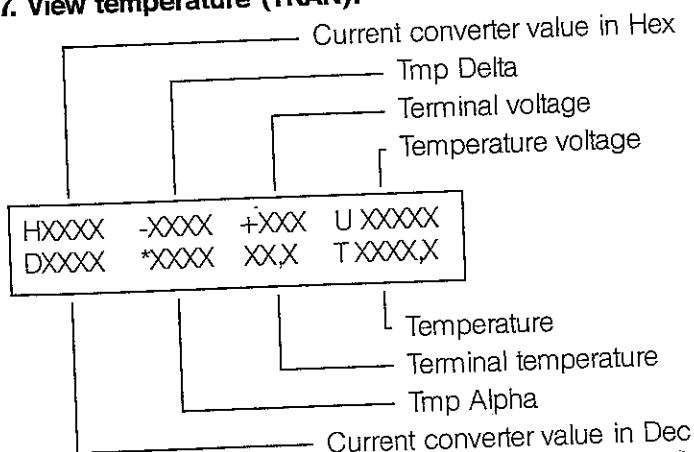 7. View temperature (TRAN).
Current converter value in Hex
Tmp Delta
Terminal voltage
Temperature voltage
HXXXX -XXXX +XXX U XXXXX
DXXXX *XXXX XX,X T XXXX,X
Temperature
Terminal temperature
Tmp Alpha
Current converter value in Dec